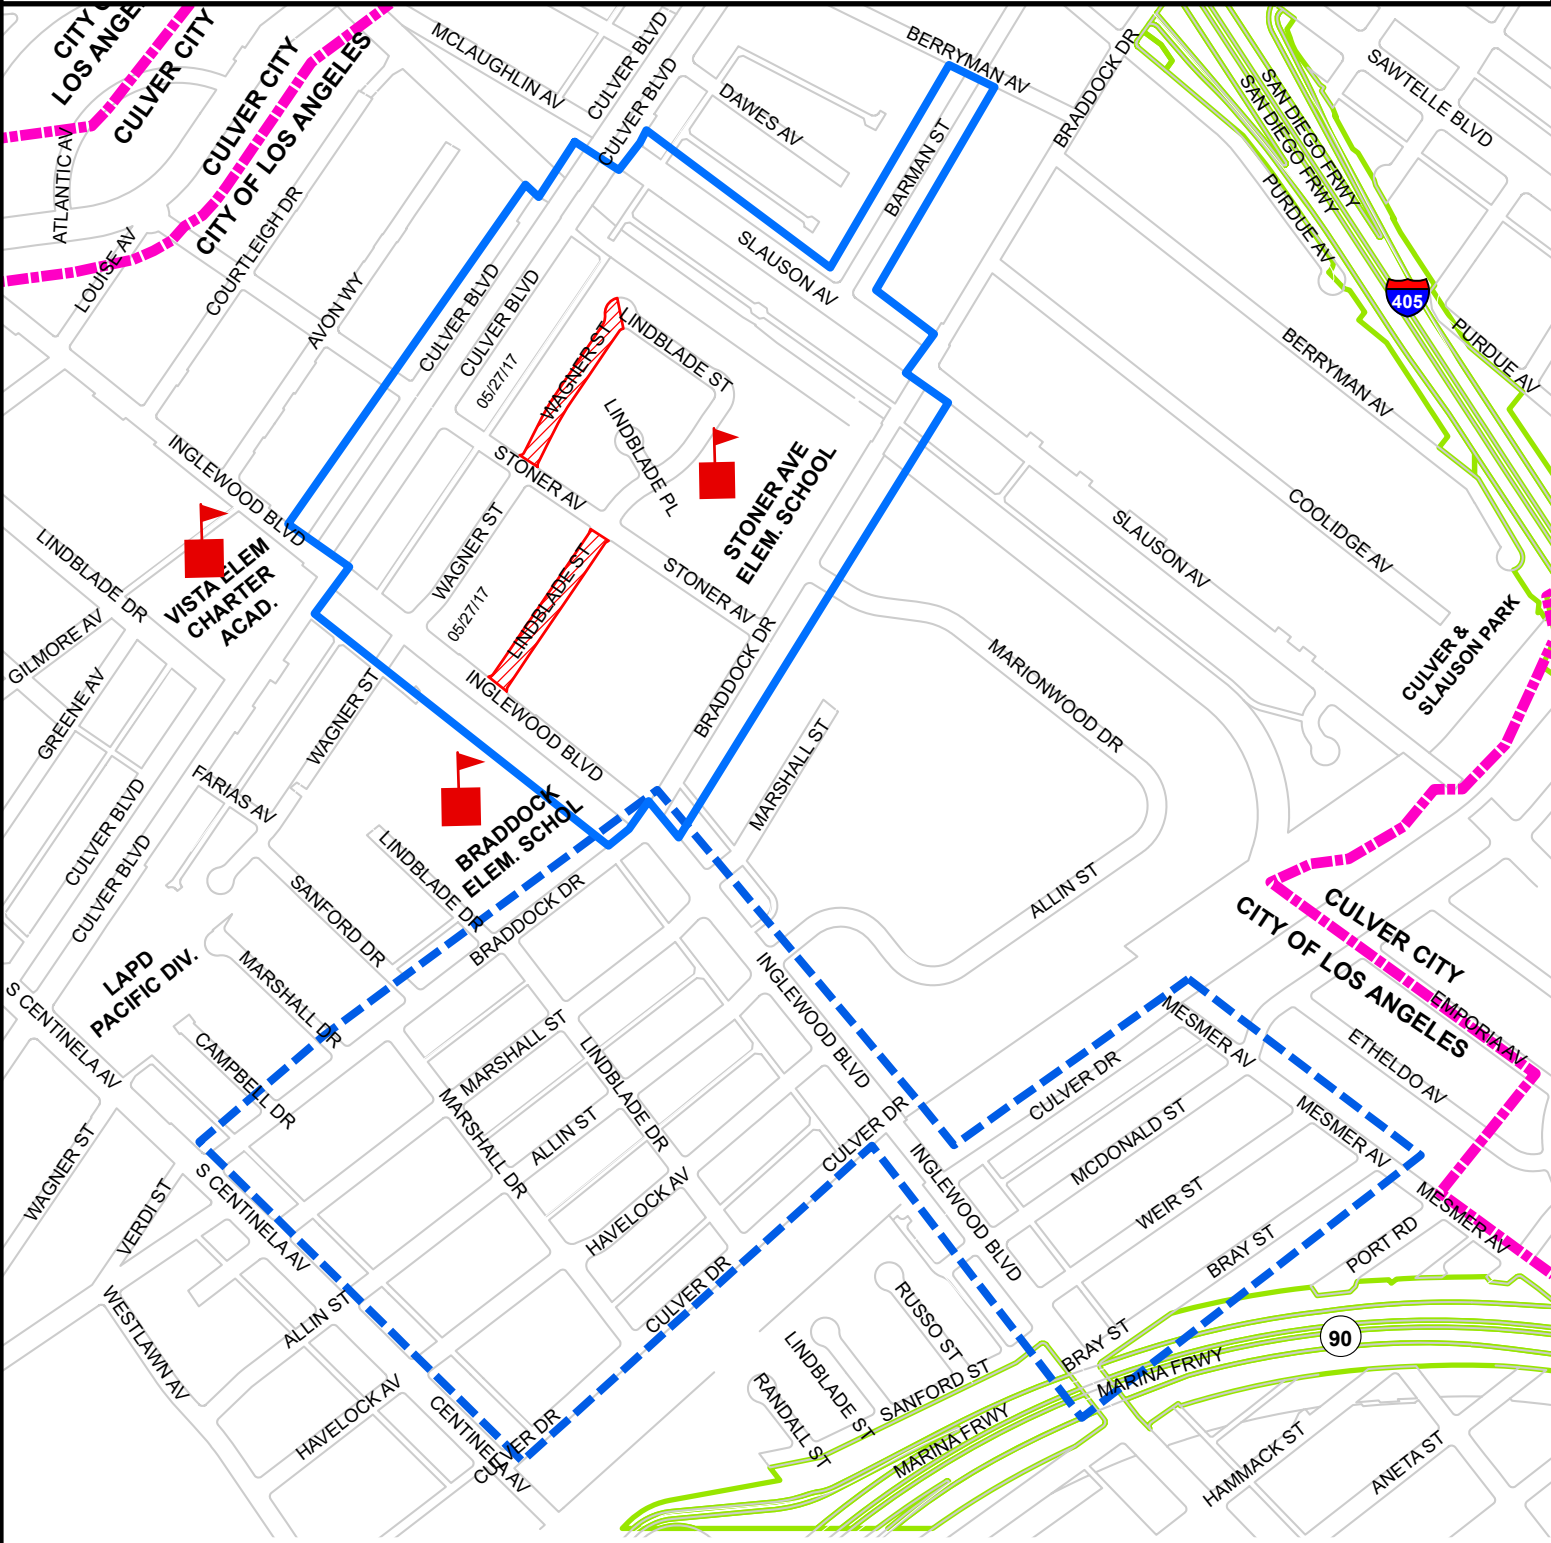 CITY O
LOS ANGE
CULVER CITY
CULVER CITY
CITY OF LOS ANGELES
MCLAUGHLIN AV
CULVER BLVD
CULVER BLVD
DAWES AV
BERRYMAN AV
BRADDOCK DR
SAN DIEGO FRWY
SAN DIEGO FRWY
SAWTELLE BLVD
ATLANTIC AV
LOUISE AV
COURTLEIGH DR
AVON WY
BARMAN ST
PURDUE AV
SLAUSON AV
CULVER BLVD
CULVER BLVD
05/27/17
WAGNER ST
LINDBLADE ST
405
PURDUE AV
BERRYMAN AV
INGLEWOOD BLVD
STONER AV
LINDBLADE PL
STONER AVE
ELEM. SCHOOL
COOLIDGE AV
SLAUSON AV
LINDBLADE DR
VISTA ELEM
CHARTER
ACAD.
WAGNER ST
05/27/17
LINDBLADE ST
STONER AV
GILMORE AV
GREENE AV
INGLEWOOD BLVD
BRADDOCK DR
MARIONWOOD DR
CULVER &
SLAUSON PARK
WAGNER ST
FARIAS AV
MARSHALL ST
CULVER BLVD
CULVER BLVD
BRADDOCK
ELEM. SCHOL
LINDBLADE DR
BRADDOCK DR
SANFORD DR
ALLIN ST
CULVER CITY
CITY OF LOS ANGELES
EMPORIA AV
LAPD
PACIFIC DIV.
MARSHALL DR
S CENTINELA AV
CAMPBELL DR
INGLEWOOD BLVD
MESMER AV
ETHELDO AV
MARSHALL ST
LINDBLADE DR
MARSHALL DR
ALLIN ST
CULVER DR
CULVER DR
MCDONALD ST
MESMER AV
WAGNER ST
VERDI ST
S CENTINELA AV
HAVELOCK AV
INGLEWOOD BLVD
WEIR ST
MESMER AV
BRAY ST
PORT RD
WESTLAWN AV
ALLIN ST
CULVER DR
RUSSO ST
LINDBLADE ST
BRAY ST
90
MARINA FRWY
SANFORD ST
RANDALL ST
HAVELOCK AV
CENTINELA AV
CULVER DR
MARINA FRWY
HAMMACK ST
ANETA ST